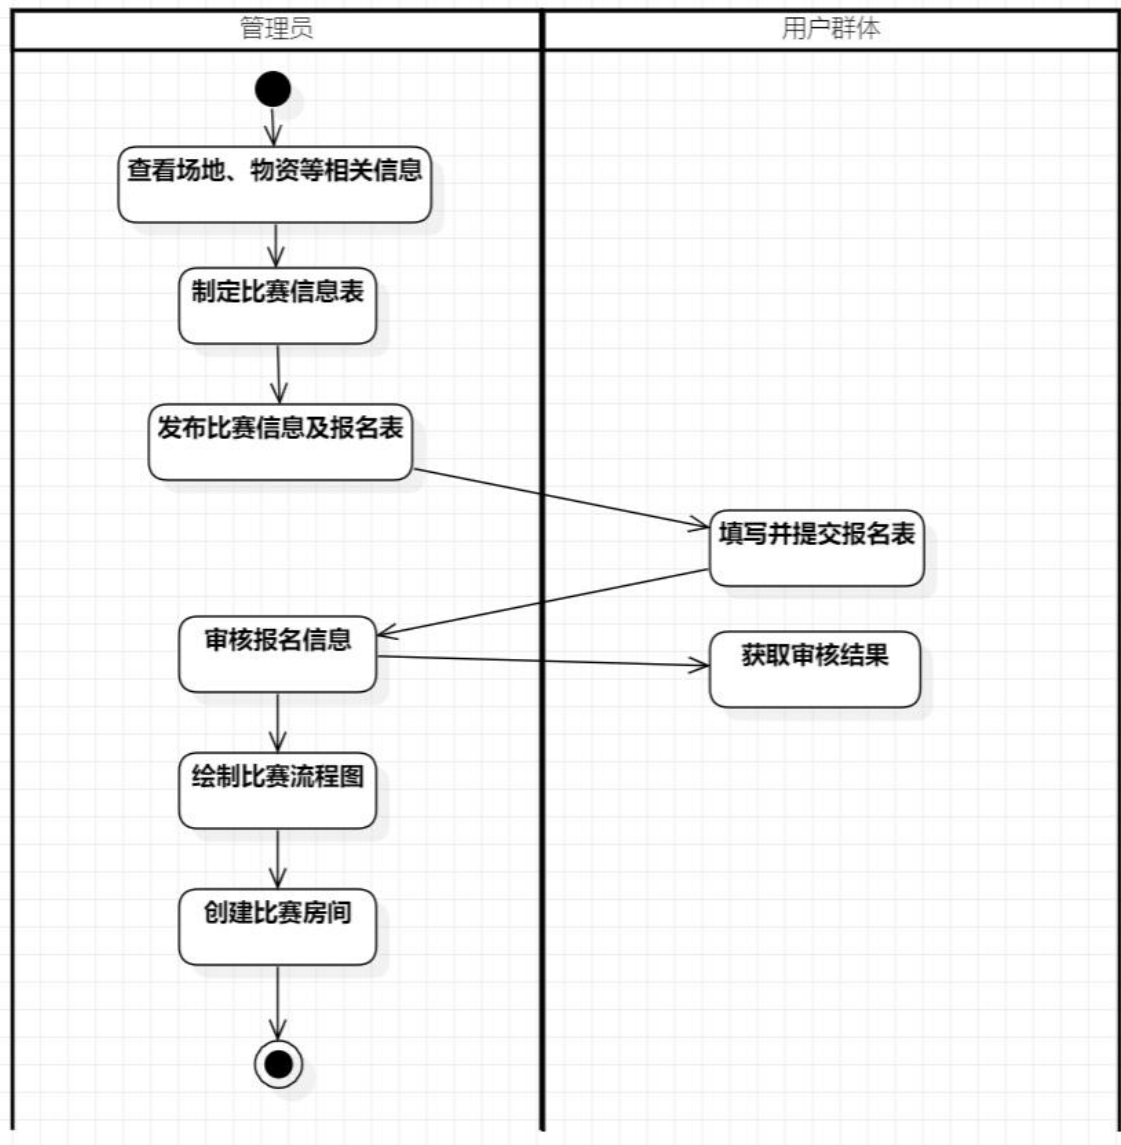 管理员
用户群体
查看场地、物资等相关信息
制定比赛信息表
发布比赛信息及报名表
填写并提交报名表
审核报名信息
获取审核结果
绘制比赛流程图
创建比赛房间